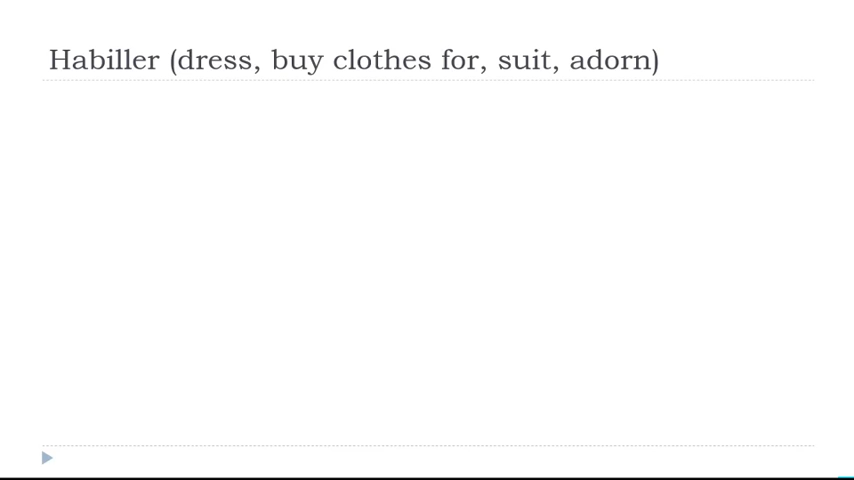 Habiller (dress, buy clothes for, suit, adorn)